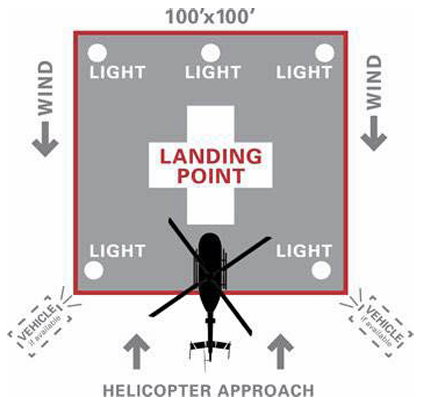 100'x100'
LIGHT
LIGHT
LIGHT
WIND
WIND
LANDING
POINT
LIGHT
LIGHT
VEHICLE
if available
VEHICLE
if available
HELICOPTER APPROACH